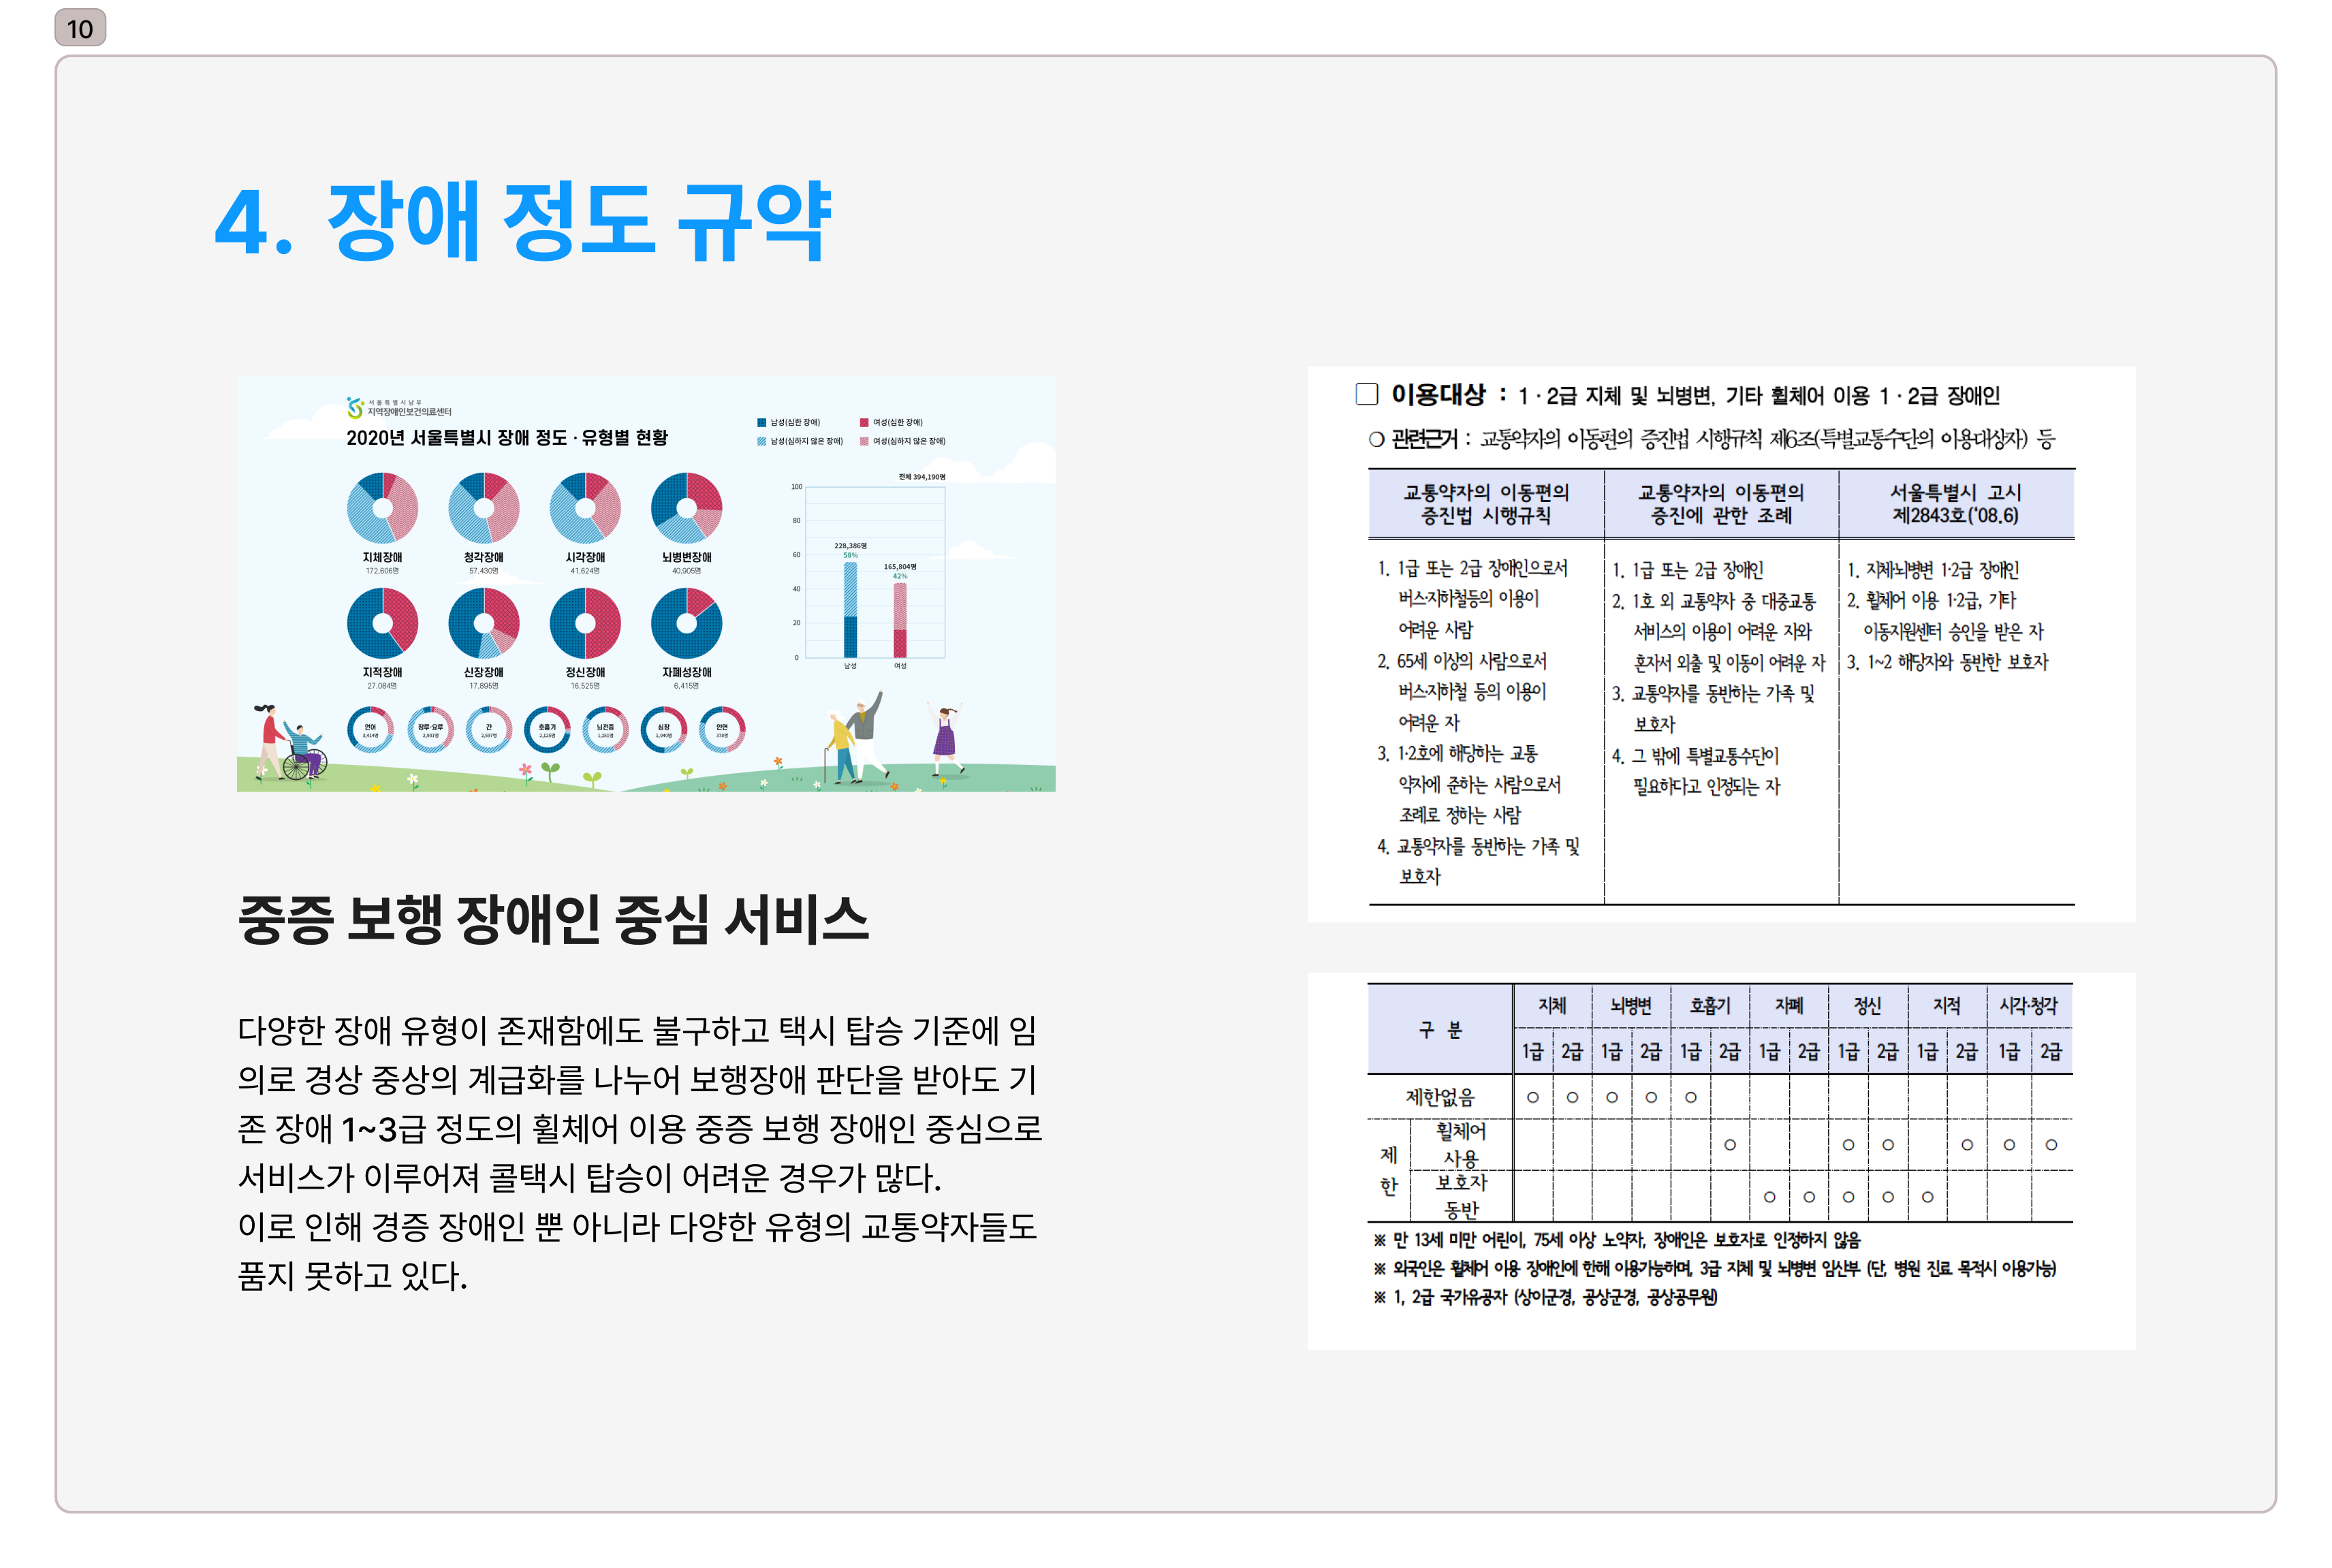 10
4. 장애 정도 규약
서울특별시남부
지역장애인보건의료센터
2020년 서울특별시 장애 정도 · 유형별 현황
남성(심한 장애)
여성(심한 장애)
남성(심하지 않은 장애)
여성(심하지 않은 장애)
지체장애
172,606명
청각장애
57,430명
시각장애
41,624명
뇌병변장애
40,905명
지적장애
27,084명
신장장애
17,895명
정신장애
16,525명
자폐성장애
6,415명
언어
3,414명
장루·요루
간
호흡기
뇌전증
심장
안면
전체 394,190명
100
80
60
40
20
0
228,386명
58%
165,804명
42%
남성
여성
중증 보행 장애인 중심 서비스
다양한 장애 유형이 존재함에도 불구하고 택시 탑승 기준에 임
의로 경상 중상의 계급화를 나누어 보행장애 판단을 받아도 기
존 장애 1~3급 정도의 휠체어 이용 중증 보행 장애인 중심으로
서비스가 이루어져 콜택시 탑승이 어려운 경우가 많다.
이로 인해 경증 장애인 뿐 아니라 다양한 유형의 교통약자들도
품지 못하고 있다.
□ 이용대상 : 1 · 2급 지체 및 뇌병변, 기타 휠체어 이용 1 · 2급 장애인
❍ 관련근거 : 교통약자의 이동편의 증진법 시행규칙 제6조(특별교통수단의 이용대상자) 등
교통약자의 이동편의
증진법 시행규칙
교통약자의 이동편의
증진에 관한 조례
서울특별시 고시
제2843호('08.6)
1. 1급 또는 2급 장애인으로서
버스·지하철등의 이용이
어려운 사람
2. 65세 이상의 사람으로서
버스·지하철 등의 이용이
어려운 자
3. 1·2호에 해당하는 교통
약자에 준하는 사람으로서
조례로 정하는 사람
4. 교통약자를 동반하는 가족 및
보호자
1. 1급 또는 2급 장애인
2. 1호 외 교통약자 중 대중교통
서비스의 이용이 어려운 자와
혼자서 외출 및 이동이 어려운 자
3. 교통약자를 동반하는 가족 및
보호자
4. 그 밖에 특별교통수단이
필요하다고 인정되는 자
1. 지체·뇌병변 1·2급 장애인
2. 휠체어 이용 1·2급, 기타
이동지원센터 승인을 받은 자
3. 1~2 해당자와 동반한 보호자
구 분 지체 뇌병변 호흡기 자폐 정신 지적 시각·청각
1급 2급 1급 2급 1급 2급 1급 2급 1급 2급 1급 2급 1급 2급
제한없음 ○ ○ ○ ○ ○
제한
휠체어
사용 ○ ○ ○ ○ ○ ○
보호자
동반 ○ ○ ○ ○ ○
※ 만 13세 미만 어린이, 75세 이상 노약자, 장애인은 보호자로 인정하지 않음
※ 외국인은 휠체어 이용 장애인에 한해 이용가능하며, 3급 지체 및 뇌병변 임산부 (단, 병원 진료 목적시 이용가능)
※ 1, 2급 국가유공자 (상이군경, 공상군경, 공상공무원)